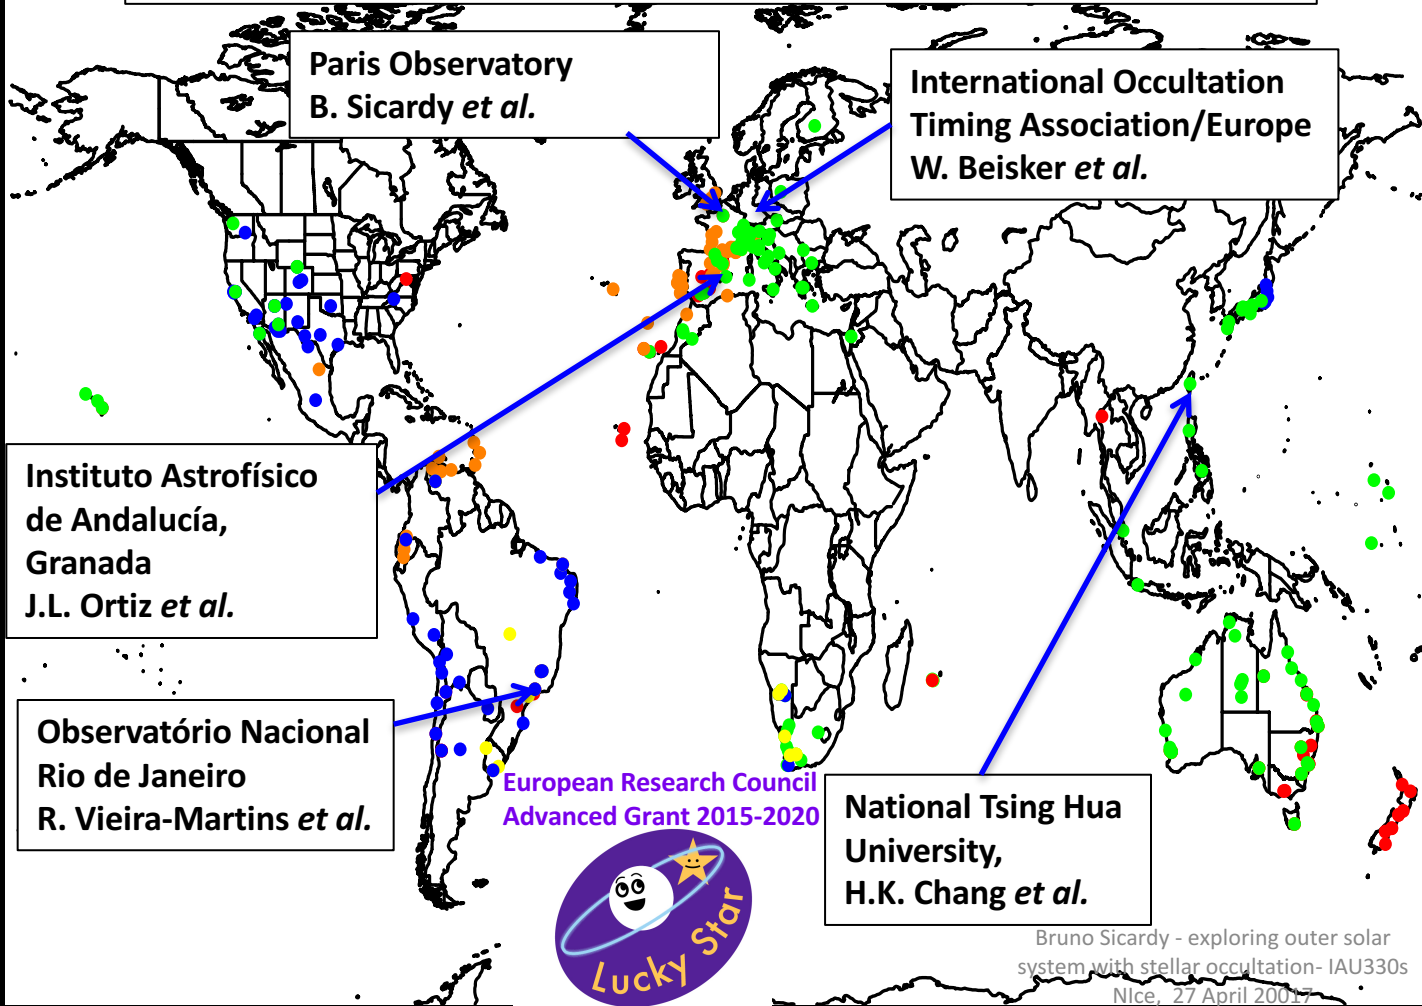 Paris Observatory
B. Sicardy et al.
International Occultation
Timing Association/Europe
W. Beisker et al.
Instituto Astrofísico
de Andalucía,
Granada
J.L. Ortiz et al.
Observatório Nacional
Rio de Janeiro
R. Vieira-Martins et al.
European Research Council
Advanced Grant 2015-2020
National Tsing Hua
University,
H.K. Chang et al.
Lucky Star
Bruno Sicardy - exploring outer solar
system with stellar occultation- IAU330s
NIce, 27 April 20017